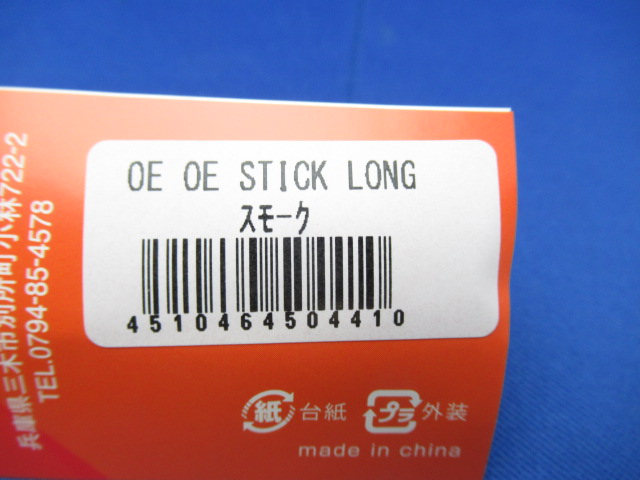 OE OE STICK LONG
スモーク
4510464504410
兵庫県三木市別所町小林722-2
TEL.0794-85-4578
紙 台紙 プラ 外装
made in china